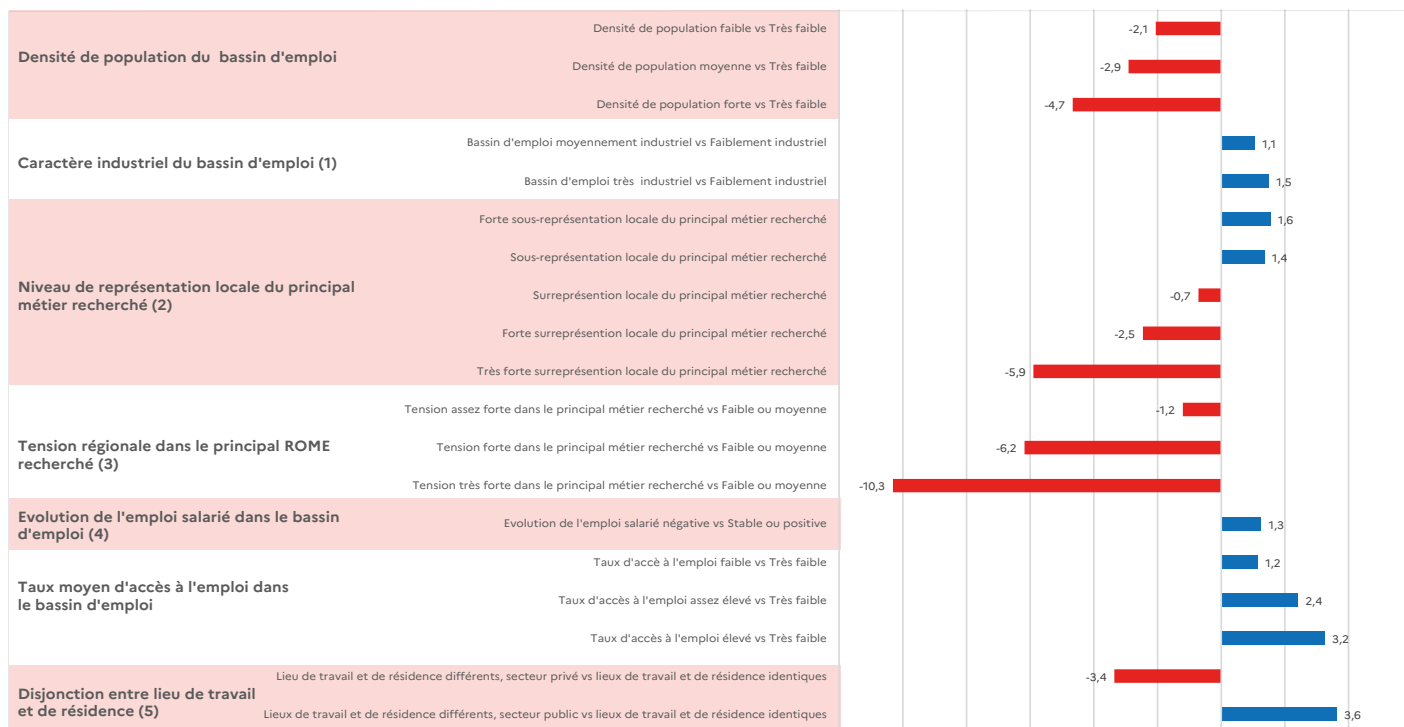 Densité de population du  bassin d'emploi
Densité de population faible vs Très faible
-2,1
Densité de population moyenne vs Très faible
-2,9
Densité de population forte vs Très faible
-4,7
Caractère industriel du bassin d'emploi (1)
Bassin d'emploi moyennement industriel vs Faiblement industriel
1,1
Bassin d'emploi très  industriel vs Faiblement industriel
1,5
Niveau de représentation locale du principal
métier recherché (2)
Forte sous-représentation locale du principal métier recherché
1,6
Sous-représentation locale du principal métier recherché
1,4
Surreprésention locale du principal métier recherché
-0,7
Forte surreprésention locale du principal métier recherché
-2,5
Très forte surreprésention locale du principal métier recherché
-5,9
Tension régionale dans le principal ROME
recherché (3)
Tension assez forte dans le principal métier recherché vs Faible ou moyenne
-1,2
Tension forte dans le principal métier recherché vs Faible ou moyenne
-6,2
Tension très forte dans le principal métier recherché vs Faible ou moyenne
-10,3
Evolution de l'emploi salarié dans le bassin
d'emploi (4)
Evolution de l'emploi salarié négative vs Stable ou positive
1,3
Taux moyen d'accès à l'emploi dans
le bassin d'emploi
Taux d'accè à l'emploi faible vs Très faible
1,2
Taux d'accès à l'emploi assez élevé vs Très faible
2,4
Taux d'accès à l'emploi élevé vs Très faible
3,2
Disjonction entre lieu de travail
et de résidence (5)
Lieu de travail et de résidence différents, secteur privé vs lieux de travail et de résidence identiques
-3,4
Lieux de travail et de résidence différents, secteur public vs lieux de travail et de résidence identiques
3,6